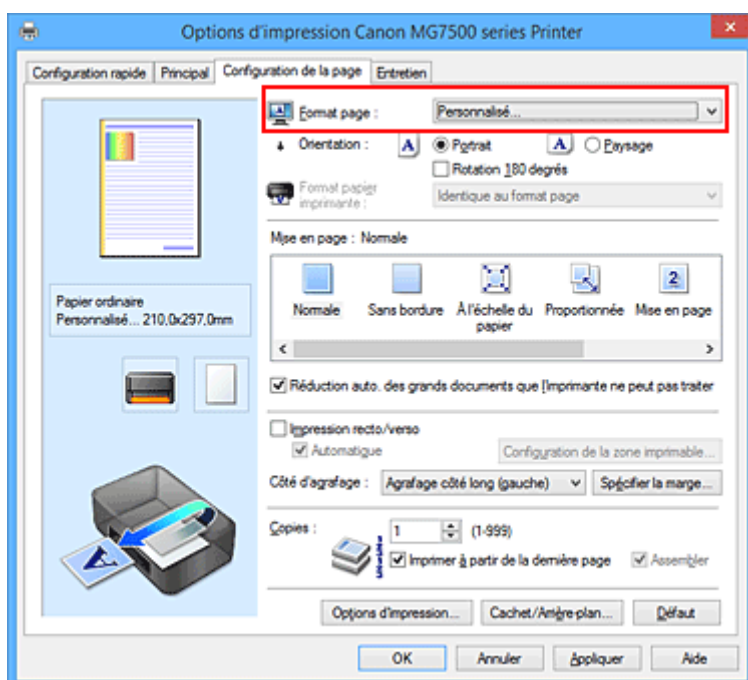 Options d'impression Canon MG7500 series Printer
Configuration rapide
Principal
Configuration de la page
Entretien
Format page :
Personnalisé...
Orientation :
A
Portrait
A
Paysage
Rotation 180 degrés
Format papier imprimante :
Identique au format page
Mise en page : Normale
Normale
Sans bordure
À l'échelle du papier
Proportionnée
2
Mise en page
Papier ordinaire
Personnalisé... 210,0x297,0mm
Réduction auto. des grands documents que l'imprimante ne peut pas traiter
Impression recto/verso
Automatique
Configuration de la zone imprimable...
Côté d'agrafage :
Agrafage côté long (gauche)
Spécifier la marge...
Copies :
1
(1-999)
Imprimer à partir de la dernière page
Assembler
Options d'impression...
Cachet/Arrière-plan...
Défaut
OK
Annuler
Appliquer
Aide